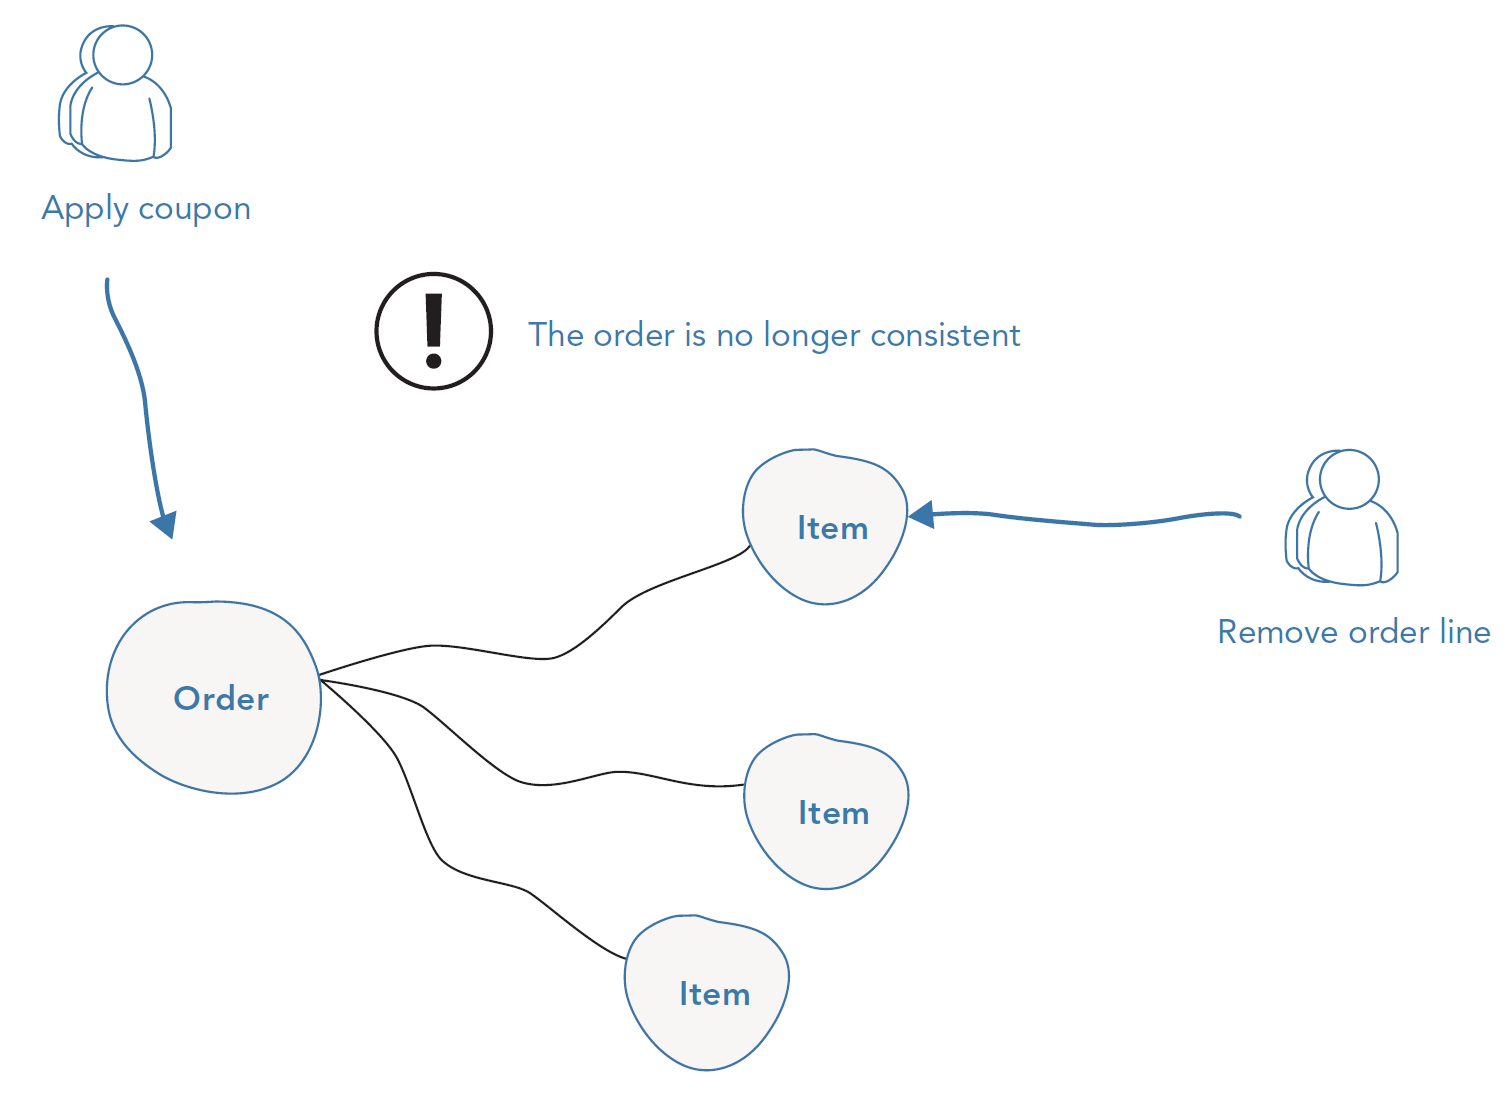 Apply coupon
!
The order is no longer consistent
Item
Remove order line
Order
Item
Item